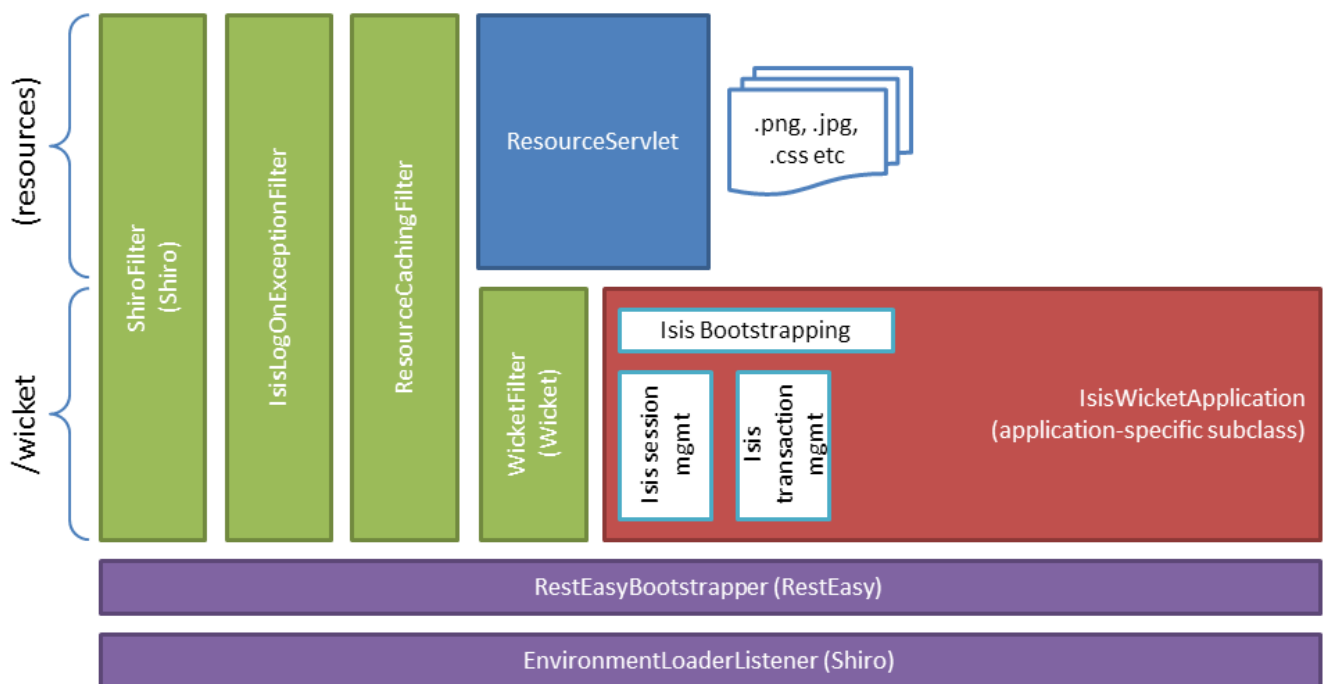 (resources)
/wicket
ShiroFilter
(Shiro)
IsisLogOnExceptionFilter
ResourceCachingFilter
ResourceServlet
.png, .jpg,
.css etc
WicketFilter
(Wicket)
Isis Bootstrapping
Isis session
mgmt
Isis
transaction
mgmt
IsisWicketApplication
(application-specific subclass)
RestEasyBootstrapper (RestEasy)
EnvironmentLoaderListener (Shiro)